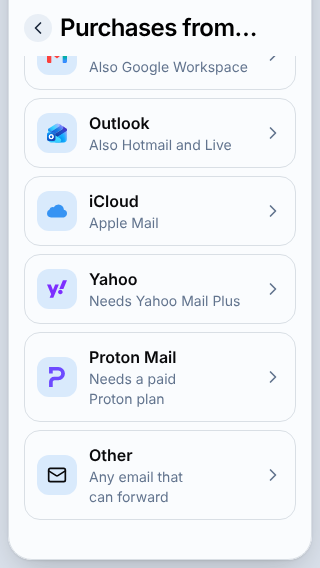 Purchases from...
Also Google Workspace
Outlook
Also Hotmail and Live
iCloud
Apple Mail
Yahoo
Needs Yahoo Mail Plus
Proton Mail
Needs a paid
Proton plan
Other
Any email that
can forward